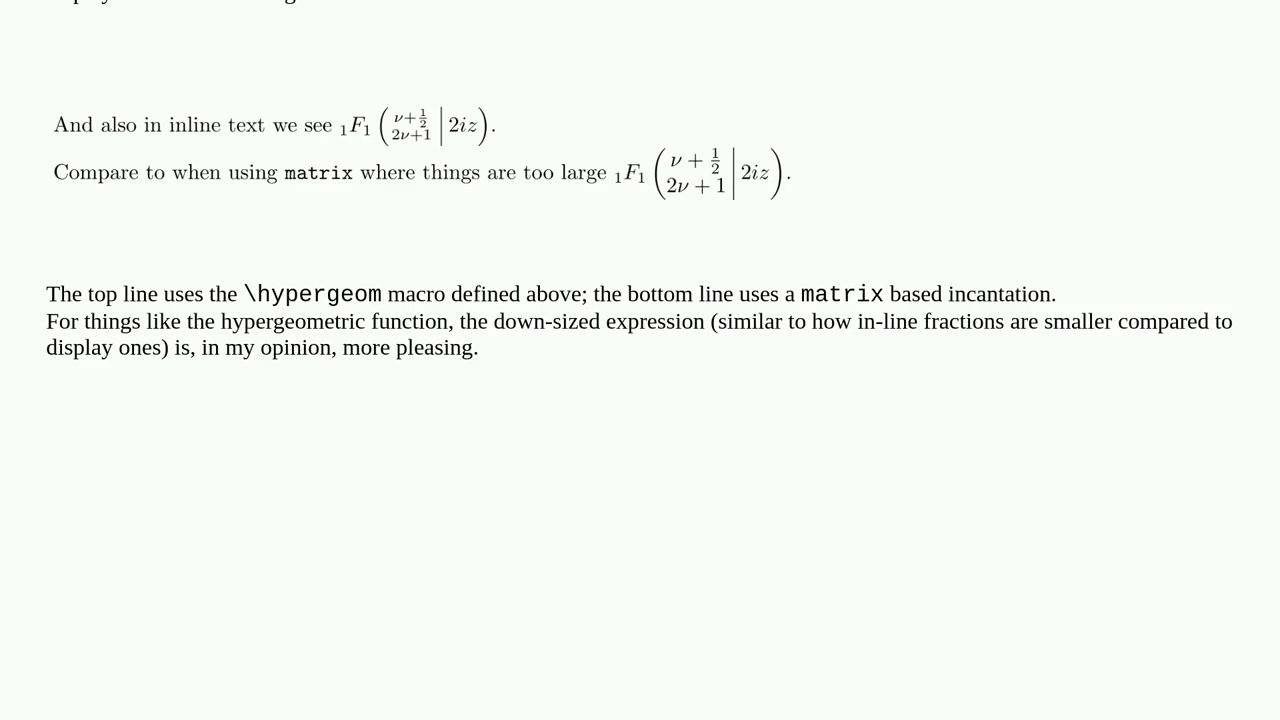 And also in inline text we see ₁F₁ (ν+½ 2ν+1 | 2iz).
Compare to when using matrix where things are too large ₁F₁ (ν + ½ 2ν + 1 | 2iz).
The top line uses the \hypergeom macro defined above; the bottom line uses a matrix based incantation.
For things like the hypergeometric function, the down-sized expression (similar to how in-line fractions are smaller compared to
display ones) is, in my opinion, more pleasing.